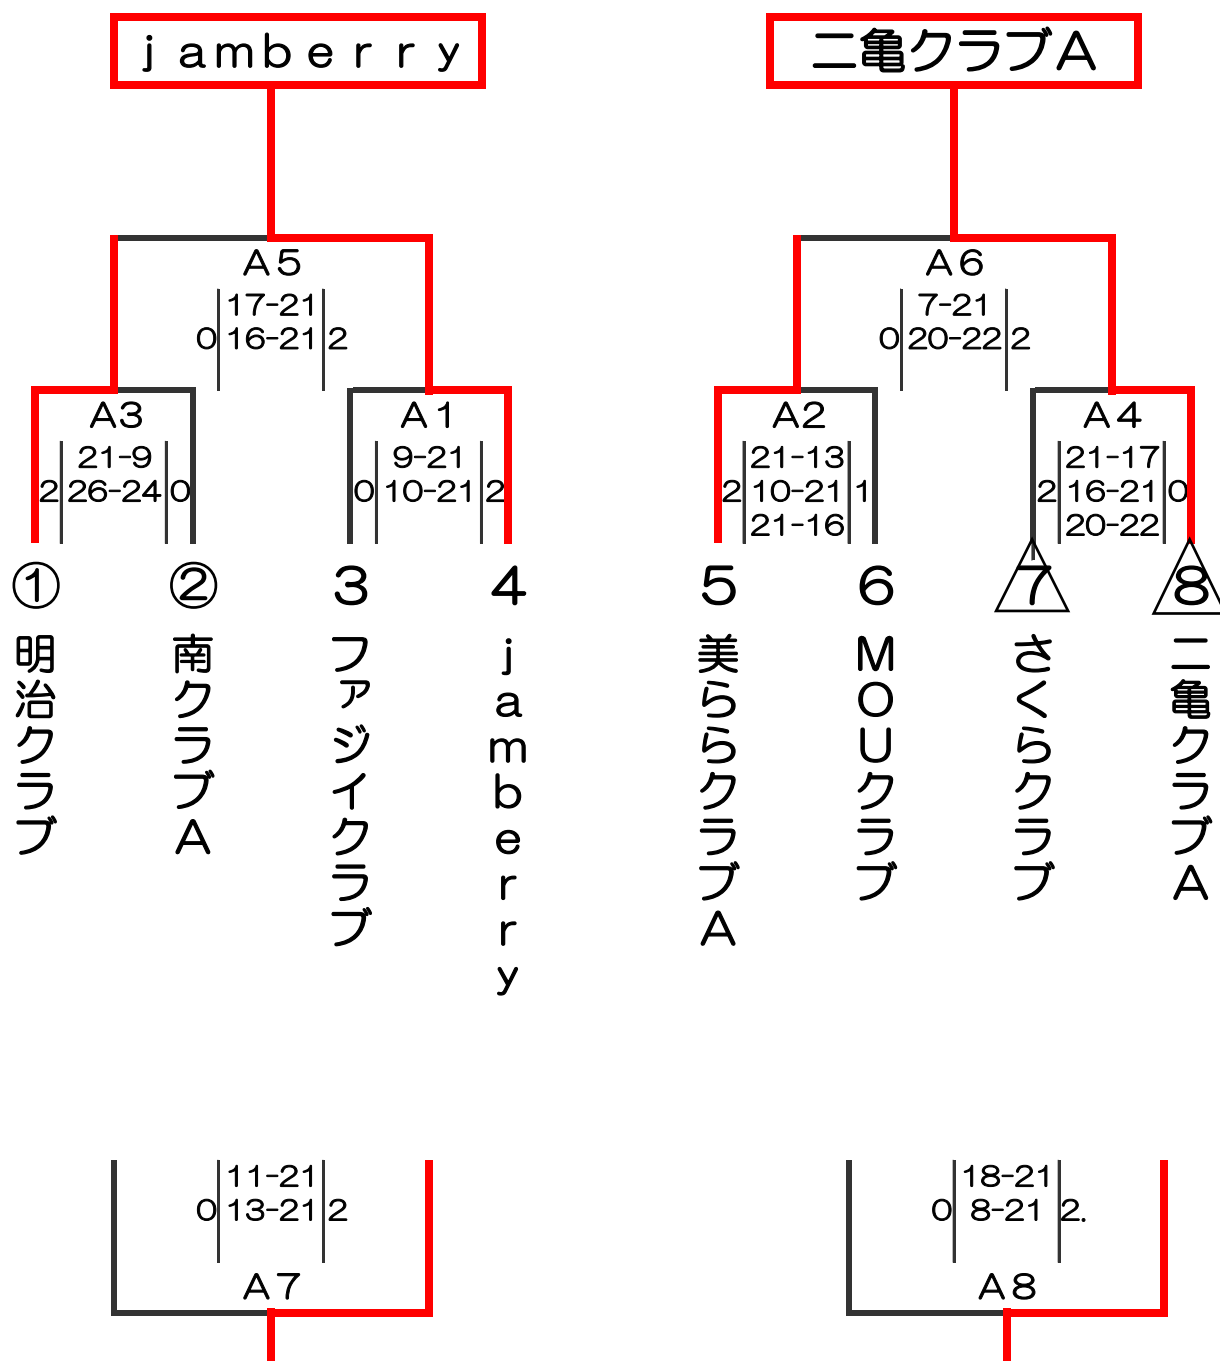 jamberry
二亀クラブA
A5
17-21
0 16-21 2
A6
7-21
0 20-22 2
A3
21-9
2 26-24 0
A1
9-21
0 10-21 2
A2
21-13
2 10-21 1
21-16
A4
21-17
2 16-21 0
20-22
① 明治クラブ
② 南クラブA
3 ファジイクラブ
4 jamberry
5 美ららクラブA
6 MOUクラブ
7 さくらクラブ
8 二亀クラブA
11-21
0 13-21 2
A7
18-21
0 8-21 2.
A8